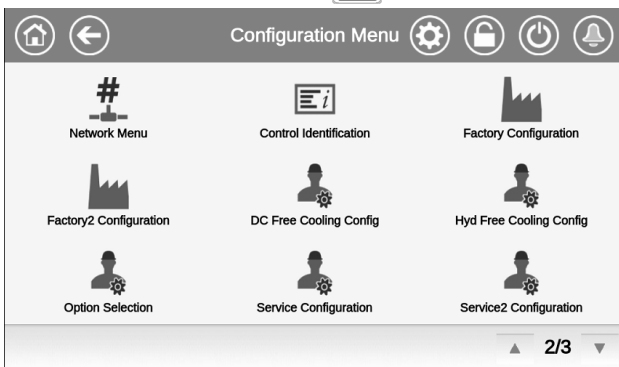 Configuration Menu
# 
Network Menu
i
Control Identification
Factory Configuration
Factory2 Configuration
DC Free Cooling Config
Hyd Free Cooling Config
Option Selection
Service Configuration
Service2 Configuration
2/3